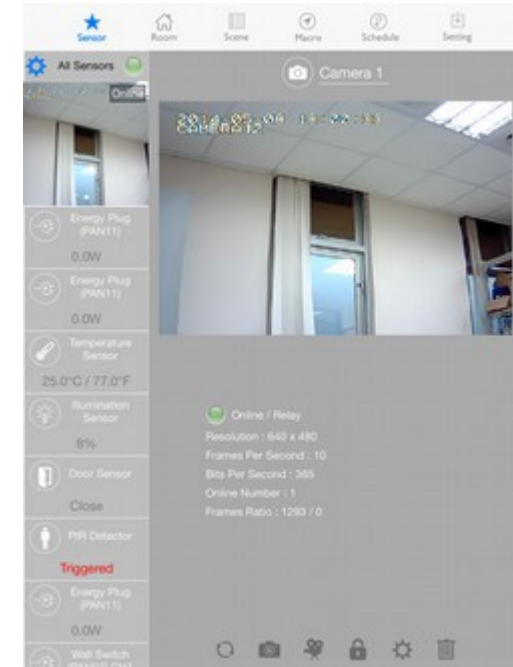 Sensor
Room
Scene
Macro
Schedule
Setting
All Sensors
Camera 1
Online
CAMERA12
Energy Plug
(PAN11)
0.0W
Energy Plug
(PAN11)
0.0W
Temperature
Sensor
25.0°C / 77.0°F
Illumination
Sensor
8%
Door Sensor
Close
PIR Detector
Triggered
Energy Plug
(PAN11)
0.0W
Wall Switch
Online / Relay
Resolution : 640 x 480
Frames Per Second : 10
Bits Per Second : 365
Online Number : 1
Frames Ratio : 1293 / 0